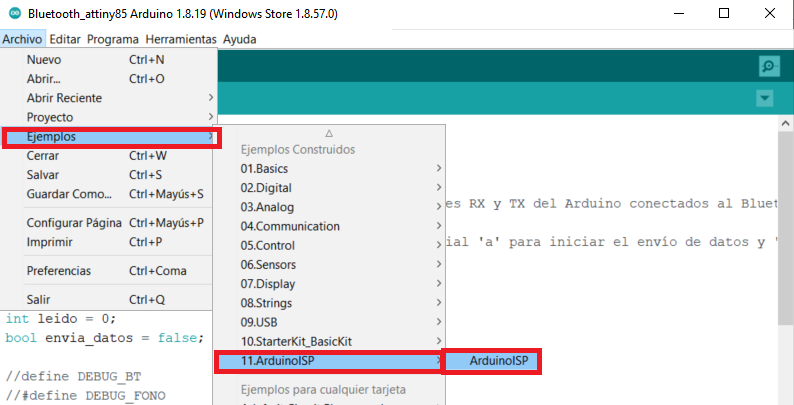 Bluetooth_attiny85 Arduino 1.8.19 (Windows Store 1.8.57.0)
Archivo Editar Programa Herramientas Ayuda
Nuevo Ctrl+N
Abrir... Ctrl+O
Abrir Reciente
Proyecto
Ejemplos
Cerrar Ctrl+W
Salvar Ctrl+S
Guardar Como... Ctrl+Mayús+S
Configurar Página Ctrl+Mayús+P
Imprimir Ctrl+P
Preferencias Ctrl+Coma
Salir Ctrl+Q
Ejemplos Construidos
01.Basics
02.Digital
03.Analog
04.Communication
05.Control
06.Sensors
07.Display
08.Strings
09.USB
10.StarterKit_BasicKit
11.ArduinoISP
Ejemplos para cualquier tarjeta
ArduinoISP
es RX y TX del Arduino conectados al Bluet
ial 'a' para iniciar el envío de datos y '
int leido = 0;
bool envia_datos = false;
//define DEBUG_BT
//#define DEBUG_FONO